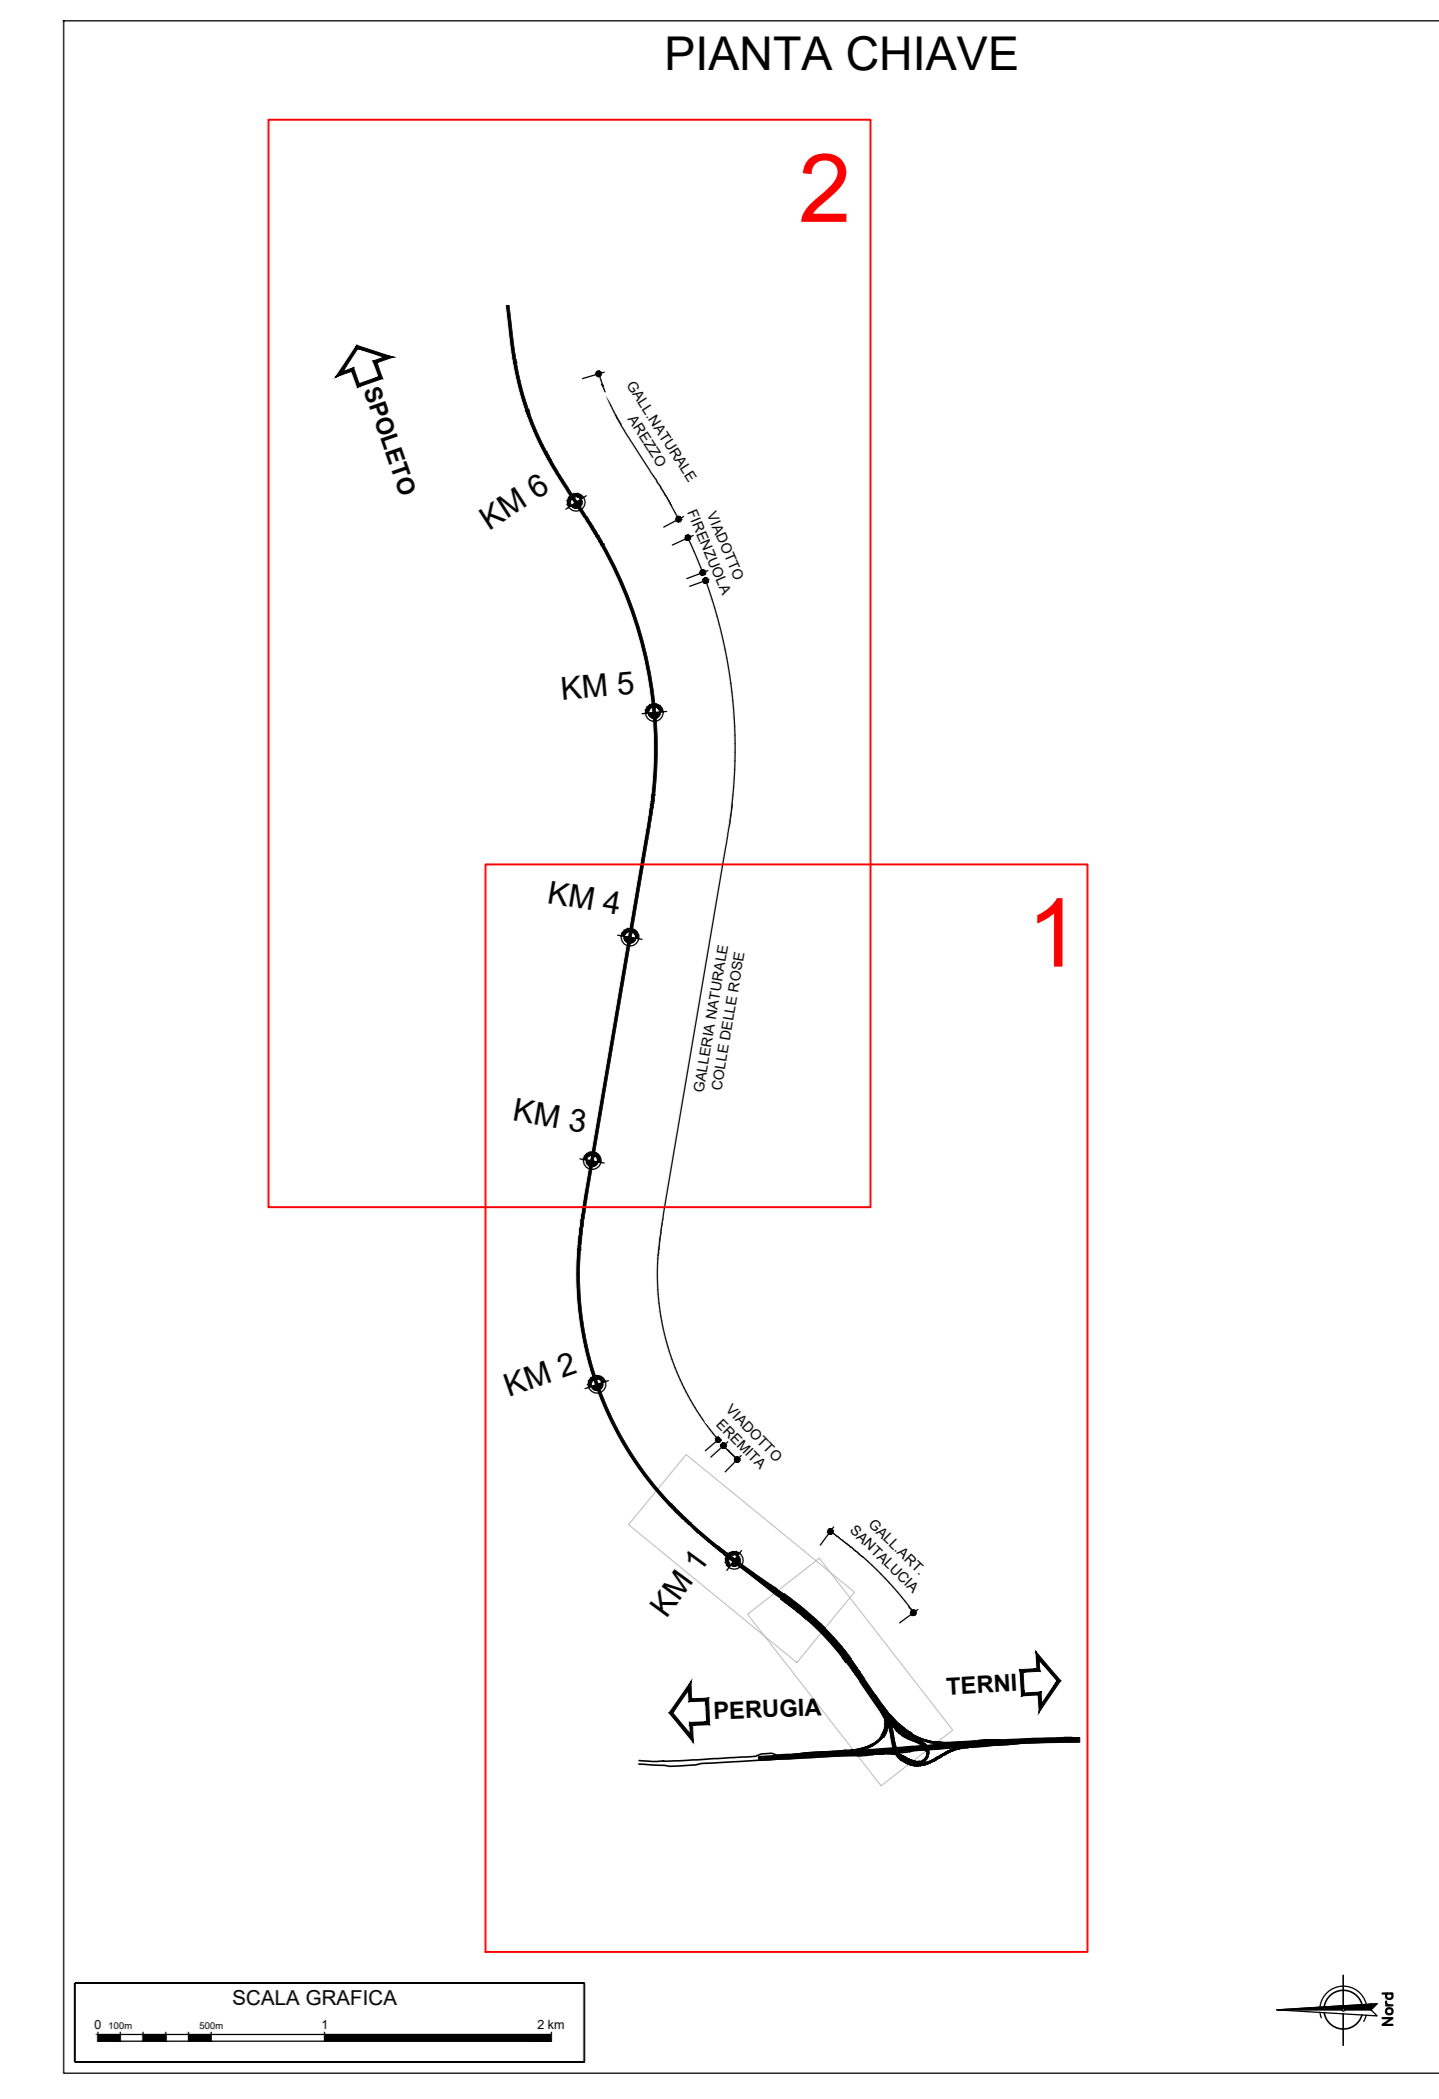 PIANTA CHIAVE
2
SPOLETO
GALL.NATURALE
AREZZO
KM 6
VIADOTTO
FIRENZUOLA
KM 5
KM 4
1
GALLERIA NATURALE
COLLE DELLE ROSE
KM 3
KM 2
VIADOTTO
EREMITA
GALL.ART.
SANTALUCIA
KM 1
TERNI
PERUGIA
SCALA GRAFICA
0 100m 500m 1 2 km
Nord